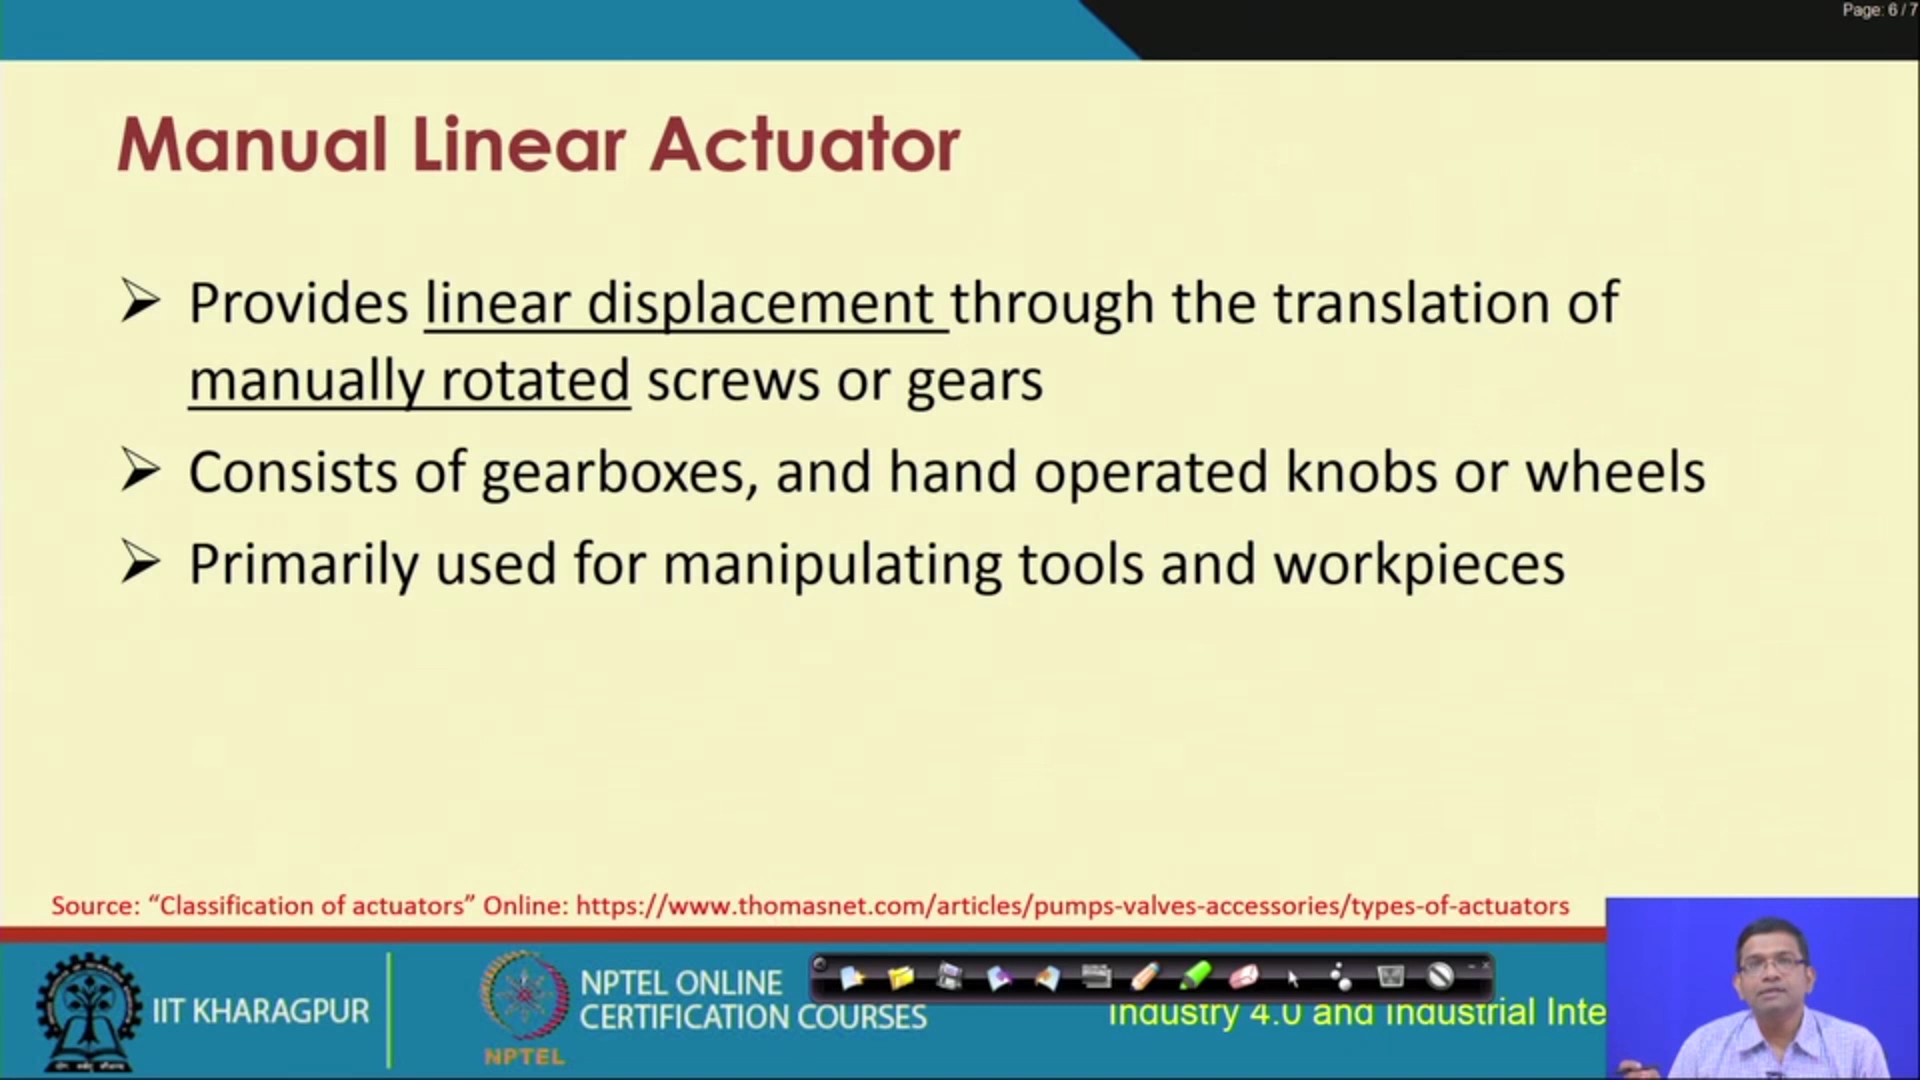 Page: 6 / 7
Manual Linear Actuator
➢ Provides linear displacement through the translation of
manually rotated screws or gears
➢ Consists of gearboxes, and hand operated knobs or wheels
➢ Primarily used for manipulating tools and workpieces
Source: “Classification of actuators” Online: https://www.thomasnet.com/articles/pumps-valves-accessories/types-of-actuators
IIT KHARAGPUR
NPTEL
NPTEL ONLINE
CERTIFICATION COURSES
Industry 4.0 and Industrial Inte